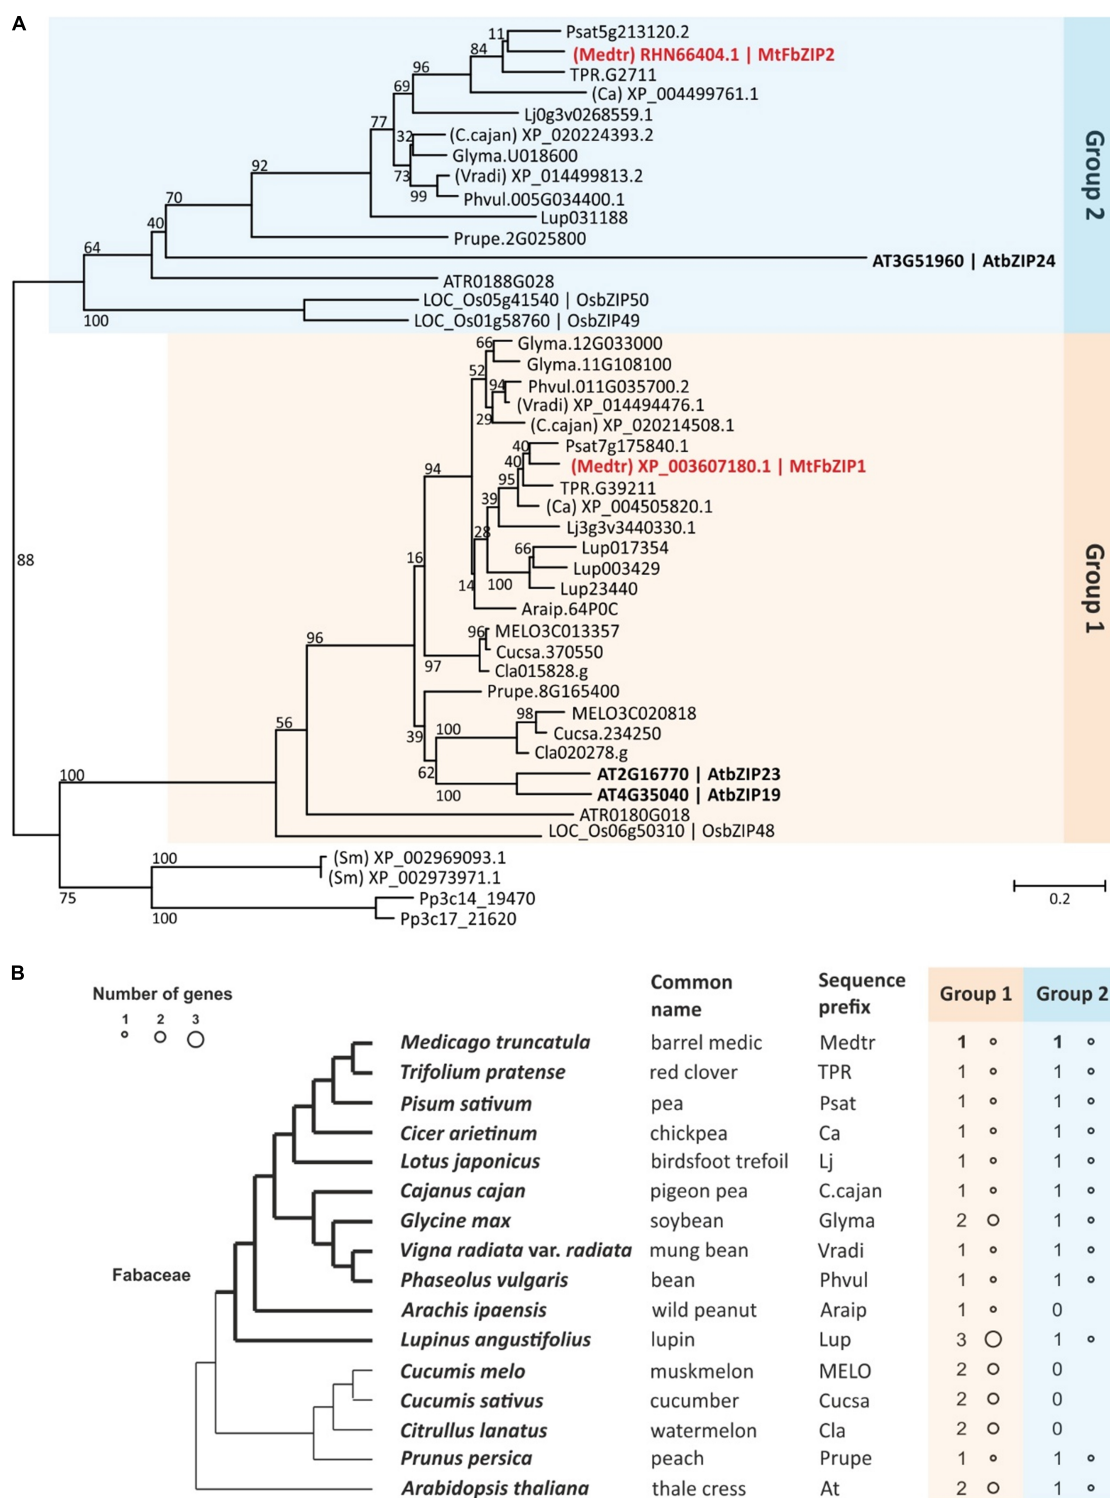 A
Psat5g213120.2
11
(Medtr) RHN66404.1 | MtFbZIP2
84
TPR.G2711
96
(Ca) XP_004499761.1
69
Lj0g3v0268559.1
77
32
(C.cajan) XP_020224393.2
Glyma.U018600
73
(Vradi) XP_014499813.2
99
Phvul.005G034400.1
92
Lup031188
70
Prupe.2G025800
40
64
AT3G51960 | AtbZIP24
ATR0188G028
LOC_Os05g41540 | OsbZIP50
100
LOC_Os01g58760 | OsbZIP49
Group 2
66
Glyma.12G033000
52
Glyma.11G108100
94
Phvul.011G035700.2
(Vradi) XP_014494476.1
29
(C.cajan) XP_020214508.1
40
Psat7g175840.1
40
(Medtr) XP_003607180.1 | MtFbZIP1
94
95
TPR.G39211
39
(Ca) XP_004505820.1
28
Lj3g3v3440330.1
66
Lup017354
16
Lup003429
14
100
Lup23440
88
Araip.64P0C
96
MELO3C013357
96
Cucsa.370550
97
Cla015828.g
Prupe.8G165400
98
MELO3C020818
56
39
100
Cucsa.234250
Cla020278.g
62
AT2G16770 | AtbZIP23
100
100
AT4G35040 | AtbZIP19
ATR0180G018
LOC_Os06g50310 | OsbZIP48
Group 1
100
(Sm) XP_002969093.1
(Sm) XP_002973971.1
75
Pp3c14_19470
100
Pp3c17_21620
0.2
B
Number of genes
1 2 3
Common name Sequence prefix Group 1 Group 2
Medicago truncatula barrel medic Medtr 1 1
Trifolium pratense red clover TPR 1 1
Pisum sativum pea Psat 1 1
Cicer arietinum chickpea Ca 1 1
Lotus japonicus birdsfoot trefoil Lj 1 1
Cajanus cajan pigeon pea C.cajan 1 1
Glycine max soybean Glyma 2 1
Vigna radiata var. radiata mung bean Vradi 1 1
Fabaceae
Phaseolus vulgaris bean Phvul 1 1
Arachis ipaensis wild peanut Araip 1 0
Lupinus angustifolius lupin Lup 3 1
Cucumis melo muskmelon MELO 2 0
Cucumis sativus cucumber Cucsa 2 0
Citrullus lanatus watermelon Cla 2 0
Prunus persica peach Prupe 1 1
Arabidopsis thaliana thale cress At 2 1